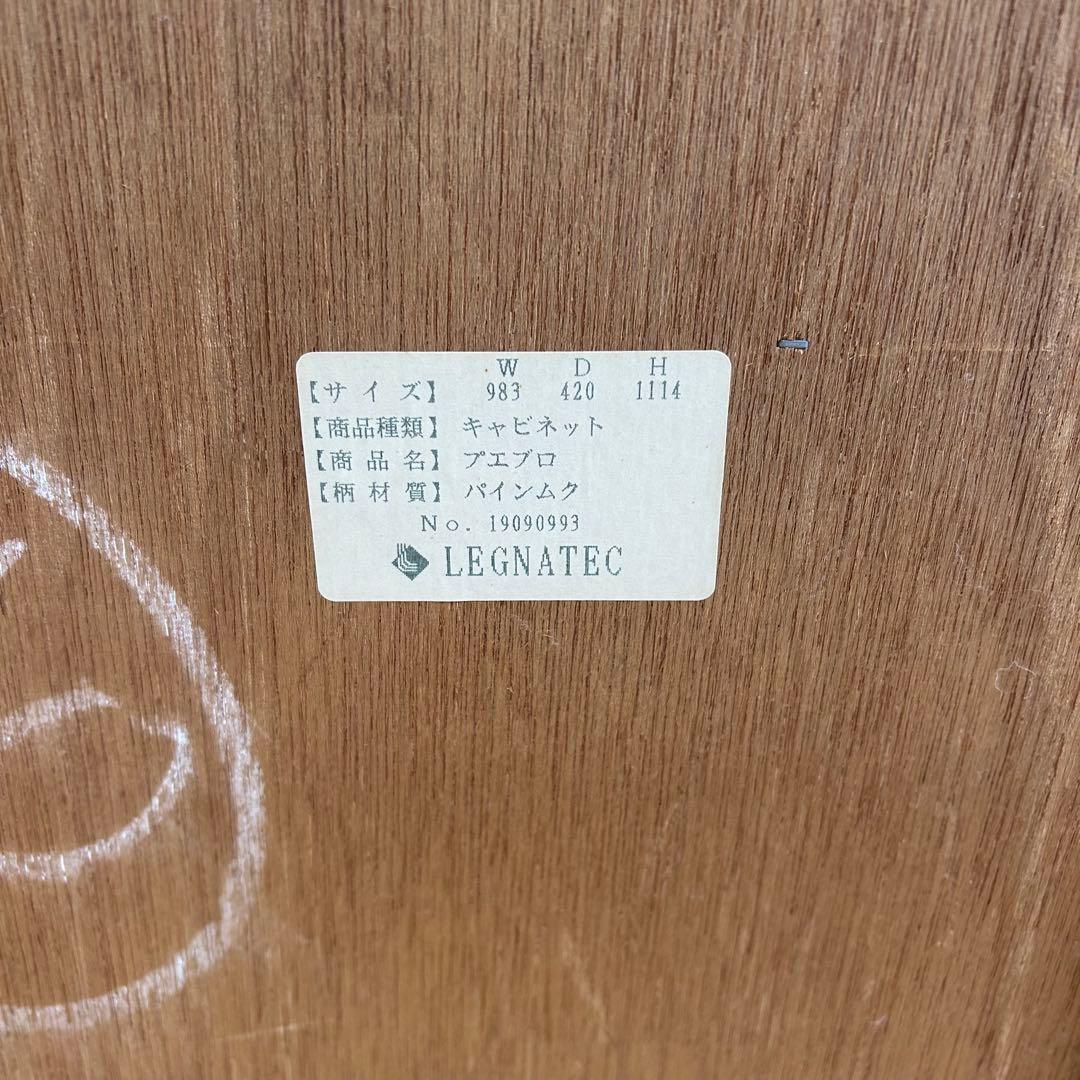 W D H
【サイズ】 983 420 1114
【商品種類】 キャビネット
【商品名】 プエブロ
【柄材質】 パインムク
No. 19090993
LEGNATEC